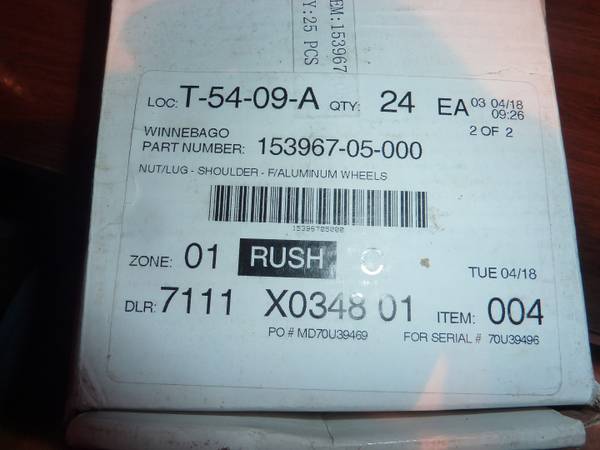 EM:153967
Y:25 PCS
LOC: T-54-09-A QTY: 24 EA 03 04/18
09:26
WINNEBAGO 2 OF 2
PART NUMBER: 153967-05-000
NUT/LUG - SHOULDER - F/ALUMINUM WHEELS
15396705000
ZONE: 01 RUSH C TUE 04/18
DLR: 7111 X0348 01 ITEM: 004
PO # MD70U39469 FOR SERIAL # 70U39496